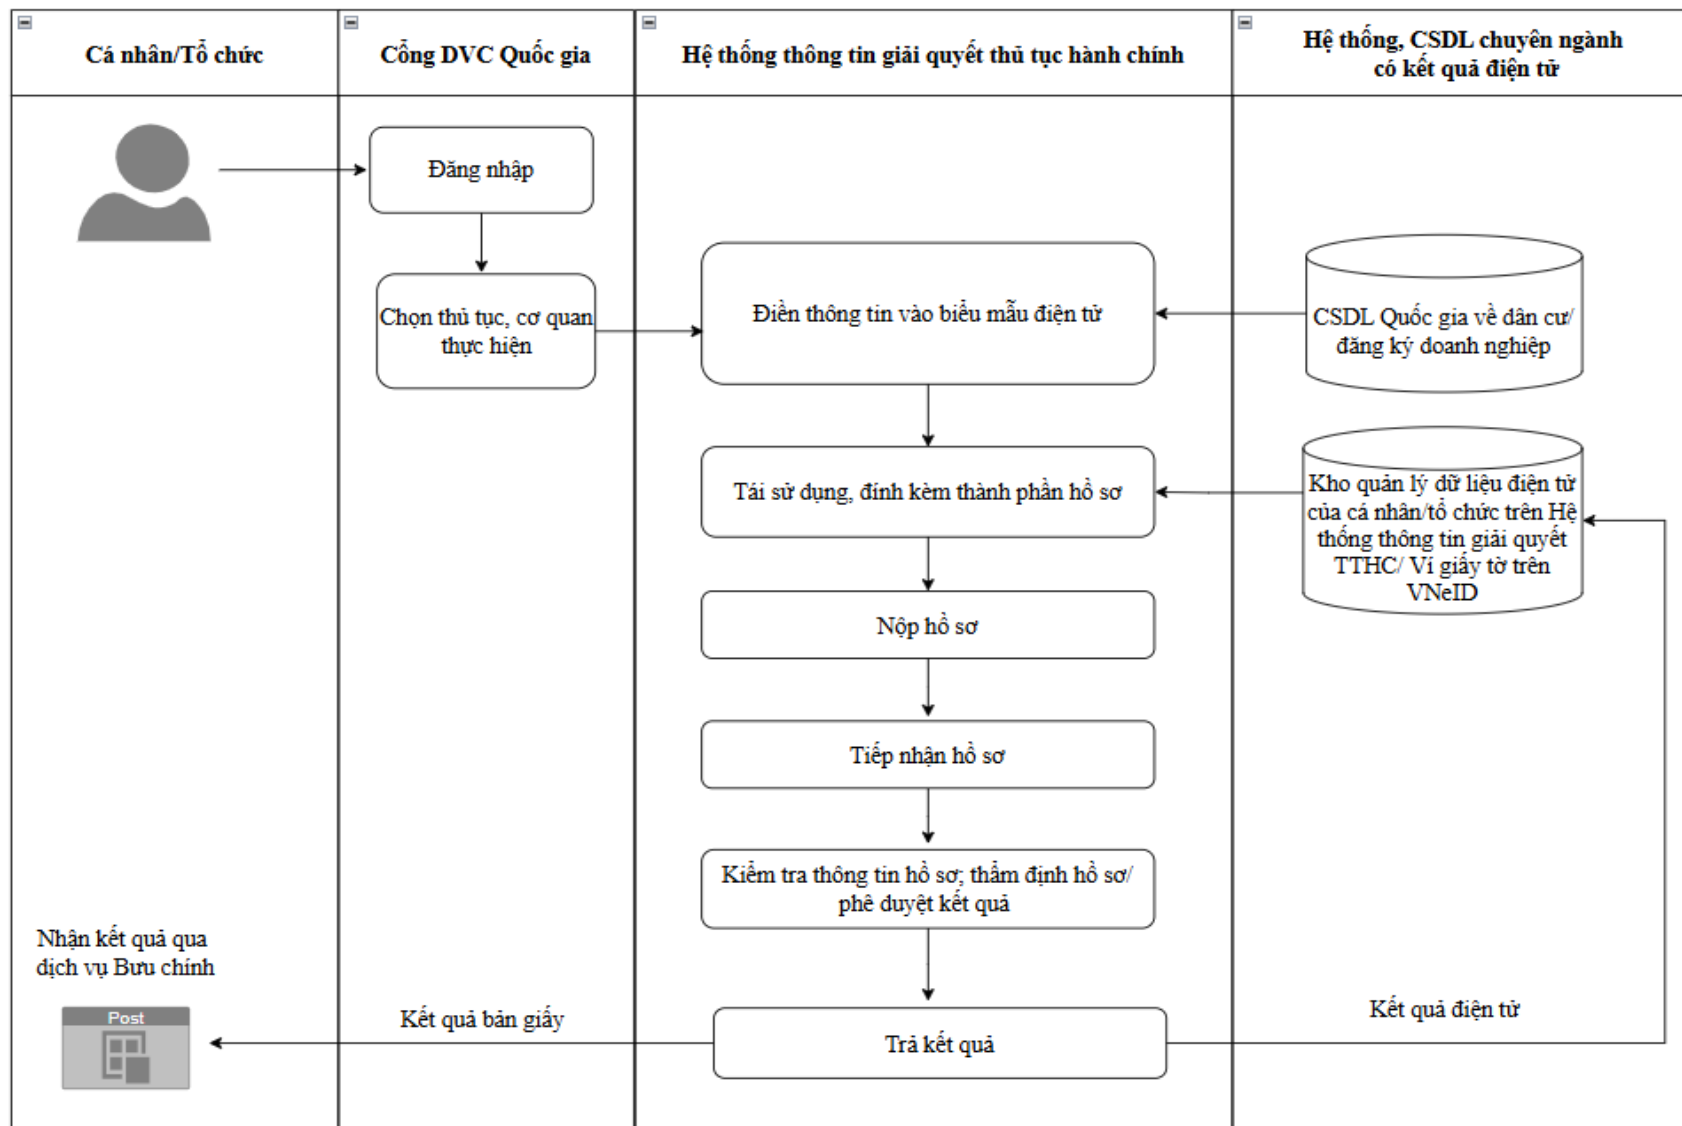 Cá nhân/Tổ chức
Cổng DVC Quốc gia
Hệ thống thông tin giải quyết thủ tục hành chính
Hệ thống, CSDL chuyên ngành
có kết quả điện tử
Đăng nhập
Chọn thủ tục, cơ quan
thực hiện
Điền thông tin vào biểu mẫu điện tử
CSDL Quốc gia về dân cư/
đăng ký doanh nghiệp
Tái sử dụng, đính kèm thành phần hồ sơ
Kho quản lý dữ liệu điện tử
của cá nhân/tổ chức trên Hệ
thống thông tin giải quyết
TTHC/ Ví giấy tờ trên
VNeID
Nộp hồ sơ
Tiếp nhận hồ sơ
Kiểm tra thông tin hồ sơ; thẩm định hồ sơ/
phê duyệt kết quả
Nhận kết quả qua
dịch vụ Bưu chính
Post
Kết quả bản giấy
Trả kết quả
Kết quả điện tử